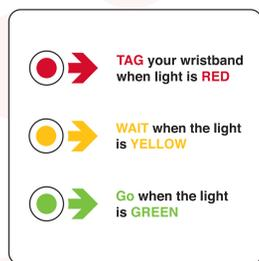 TAG your wristband
when light is RED
WAIT when the light
is YELLOW
Go when the light
is GREEN